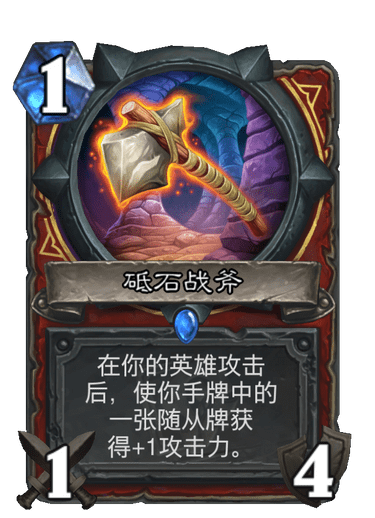 1
砥石战斧
在你的英雄攻击
后，使你手牌中的
一张随从牌获
得+1攻击力。
1
4